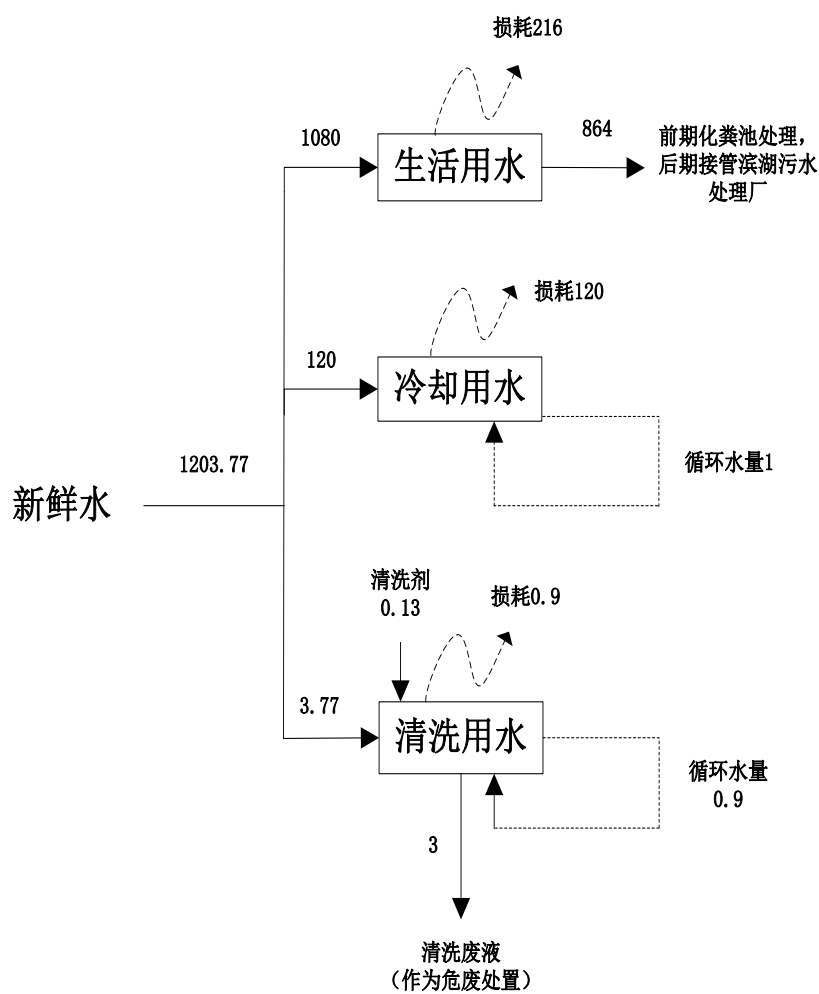 损耗216
1080
864
生活用水
前期化粪池处理，
后期接管滨湖污水
处理厂
损耗120
120
冷却用水
循环水量1
1203.77
新鲜水
清洗剂
0.13
损耗0.9
3.77
清洗用水
循环水量
0.9
3
清洗废液
（作为危废处置）